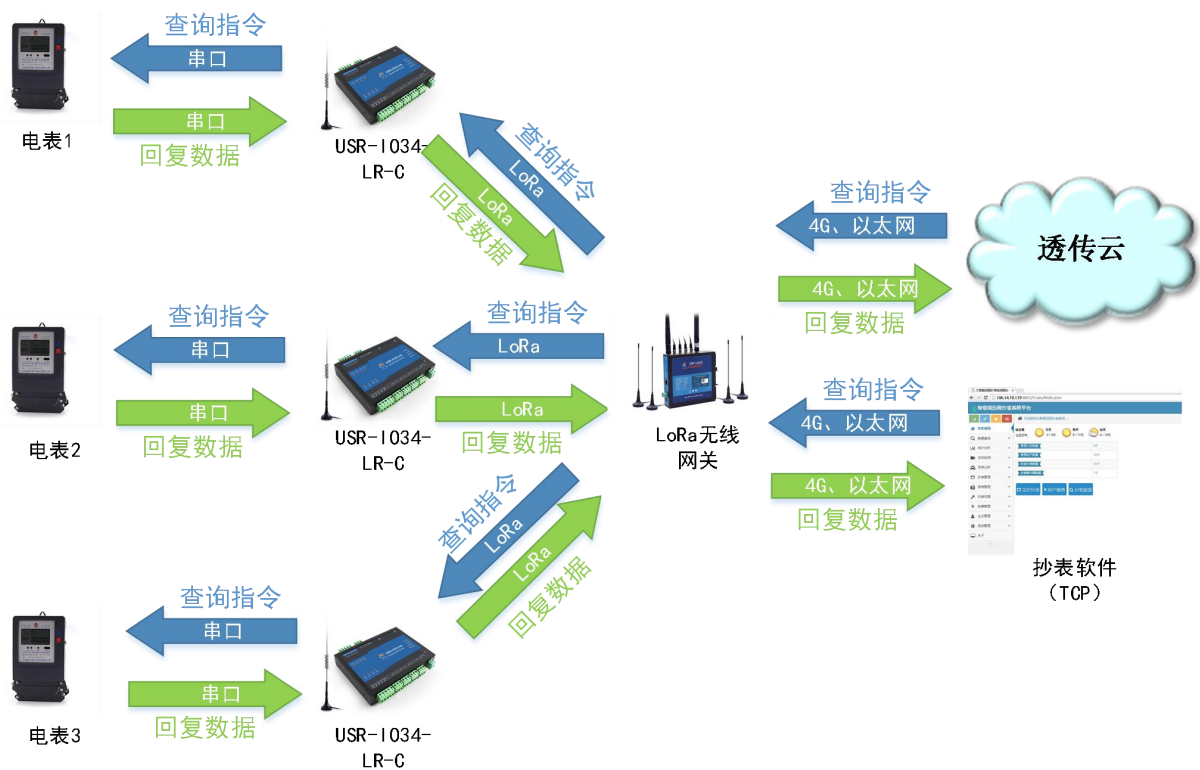 查询指令
串口
串口
回复数据
电表1
USR-IO34-
LR-C
查询指令
LoRa
LoRa
回复数据
查询指令
4G、以太网
4G、以太网
回复数据
透传云
查询指令
串口
串口
回复数据
电表2
USR-IO34-
LR-C
查询指令
LoRa
LoRa
回复数据
LoRa无线
网关
查询指令
4G、以太网
4G、以太网
回复数据
抄表软件
（TCP）
查询指令
LoRa
LoRa
回复数据
查询指令
串口
串口
回复数据
电表3
USR-IO34-
LR-C